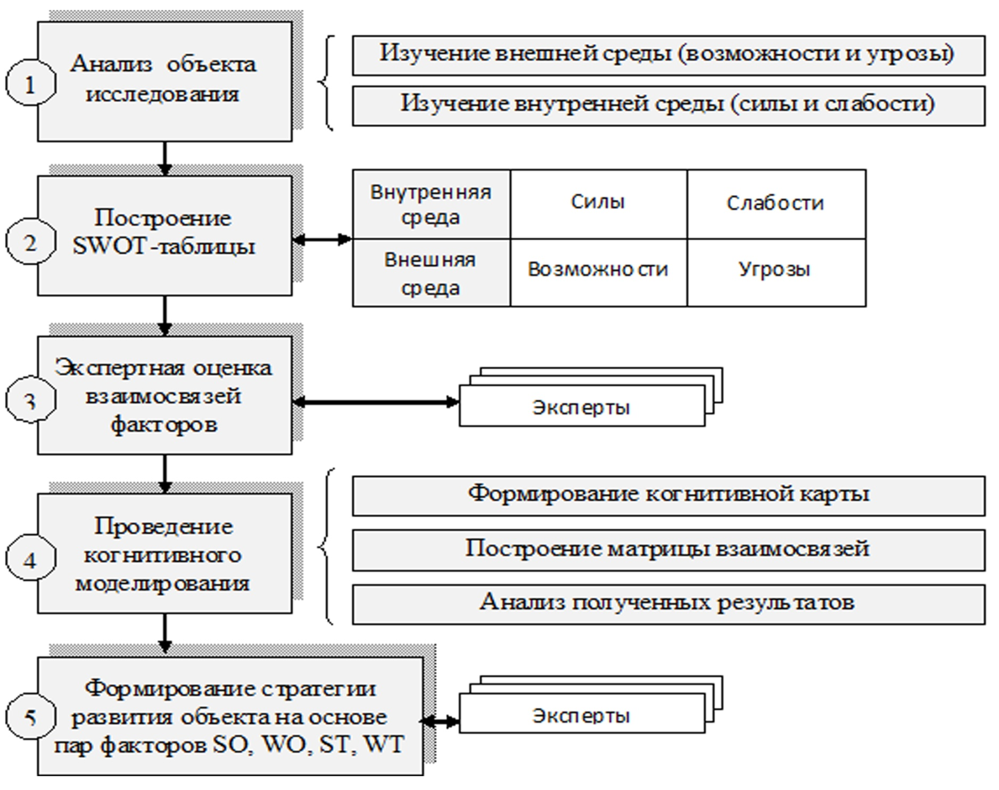 1
Анализ объекта
исследования
Изучение внешней среды (возможности и угрозы)
Изучение внутренней среды (силы и слабости)
2
Построение
SWOT-таблицы
Внутренняя
среда
Силы
Слабости
Внешняя
среда
Возможности
Угрозы
3
Экспертная оценка
взаимосвязей
факторов
Эксперты
4
Проведение
когнитивного
моделирования
Формирование когнитивной карты
Построение матрицы взаимосвязей
Анализ полученных результатов
5
Формирование стратегии
развития объекта на основе
пар факторов SO, WO, ST, WT
Эксперты